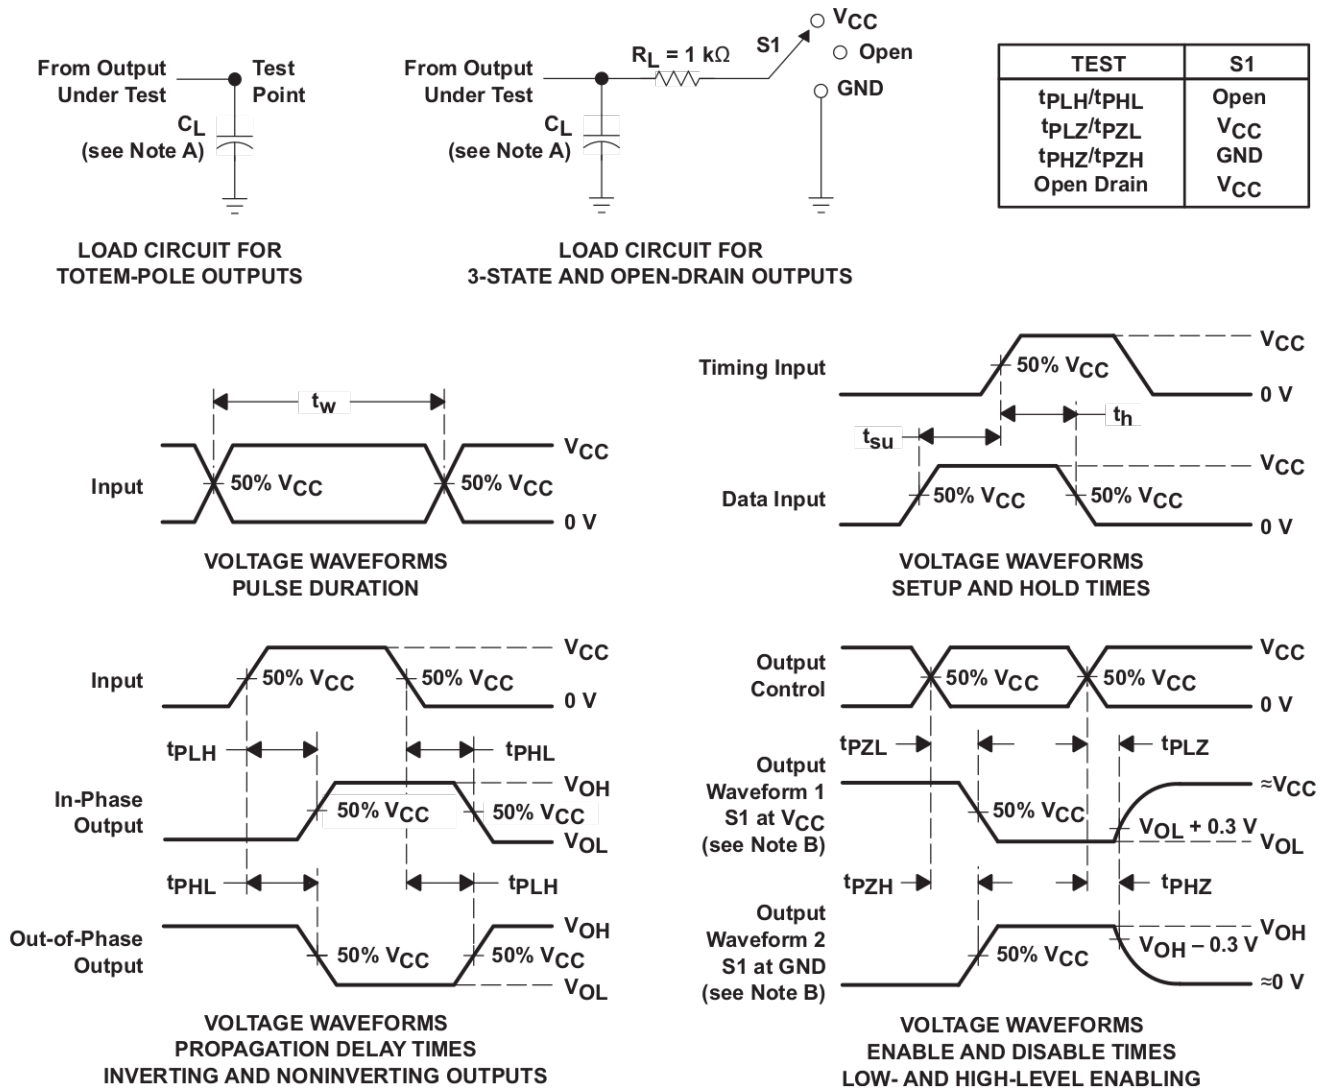 From Output
Under Test
Test
Point
CL
(see Note A)
LOAD CIRCUIT FOR
TOTEM-POLE OUTPUTS
From Output
Under Test
RL = 1 kΩ
S1
VCC
Open
GND
CL
(see Note A)
LOAD CIRCUIT FOR
3-STATE AND OPEN-DRAIN OUTPUTS
TEST S1
tPLH/tPHL Open
tPLZ/tPZL VCC
tPHZ/tPZH GND
Open Drain VCC
tw
Input
VCC
50% VCC 50% VCC
0 V
VOLTAGE WAVEFORMS
PULSE DURATION
Timing Input
VCC
50% VCC
0 V
th
tsu
VCC
Data Input
50% VCC 50% VCC
0 V
VOLTAGE WAVEFORMS
SETUP AND HOLD TIMES
VCC
Input
50% VCC 50% VCC
0 V
tPLH tPHL
In-Phase
Output
VOH
50% VCC 50% VCC
VOL
tPHL tPLH
Out-of-Phase
Output
VOH
50% VCC 50% VCC
VOL
VOLTAGE WAVEFORMS
PROPAGATION DELAY TIMES
INVERTING AND NONINVERTING OUTPUTS
Output
Control
VCC
50% VCC 50% VCC
0 V
tPZL tPLZ
Output
Waveform 1
S1 at VCC
(see Note B)
≈VCC
50% VCC
VOL + 0.3 V
VOL
tPZH tPHZ
Output
Waveform 2
S1 at GND
(see Note B)
VOH
50% VCC
VOH − 0.3 V
≈0 V
VOLTAGE WAVEFORMS
ENABLE AND DISABLE TIMES
LOW- AND HIGH-LEVEL ENABLING